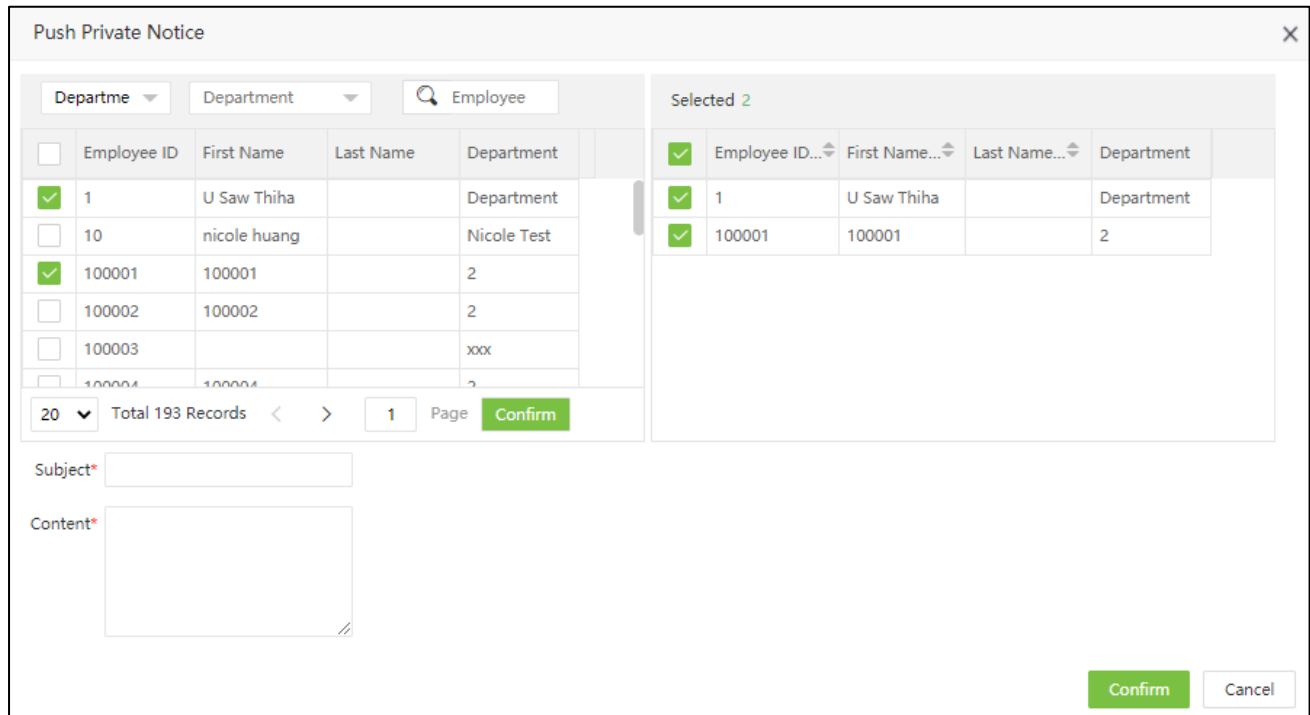 Push Private Notice
Departme Department Employee
Employee ID First Name Last Name Department
1 U Saw Thiha Department
10 nicole huang Nicole Test
100001 100001 2
100002 100002 2
100003 xxx
100004 100004 2
20 Total 193 Records < > 1 Page Confirm
Selected 2
Employee ID... First Name... Last Name... Department
1 U Saw Thiha Department
100001 100001 2
Subject*
Content*
Confirm Cancel